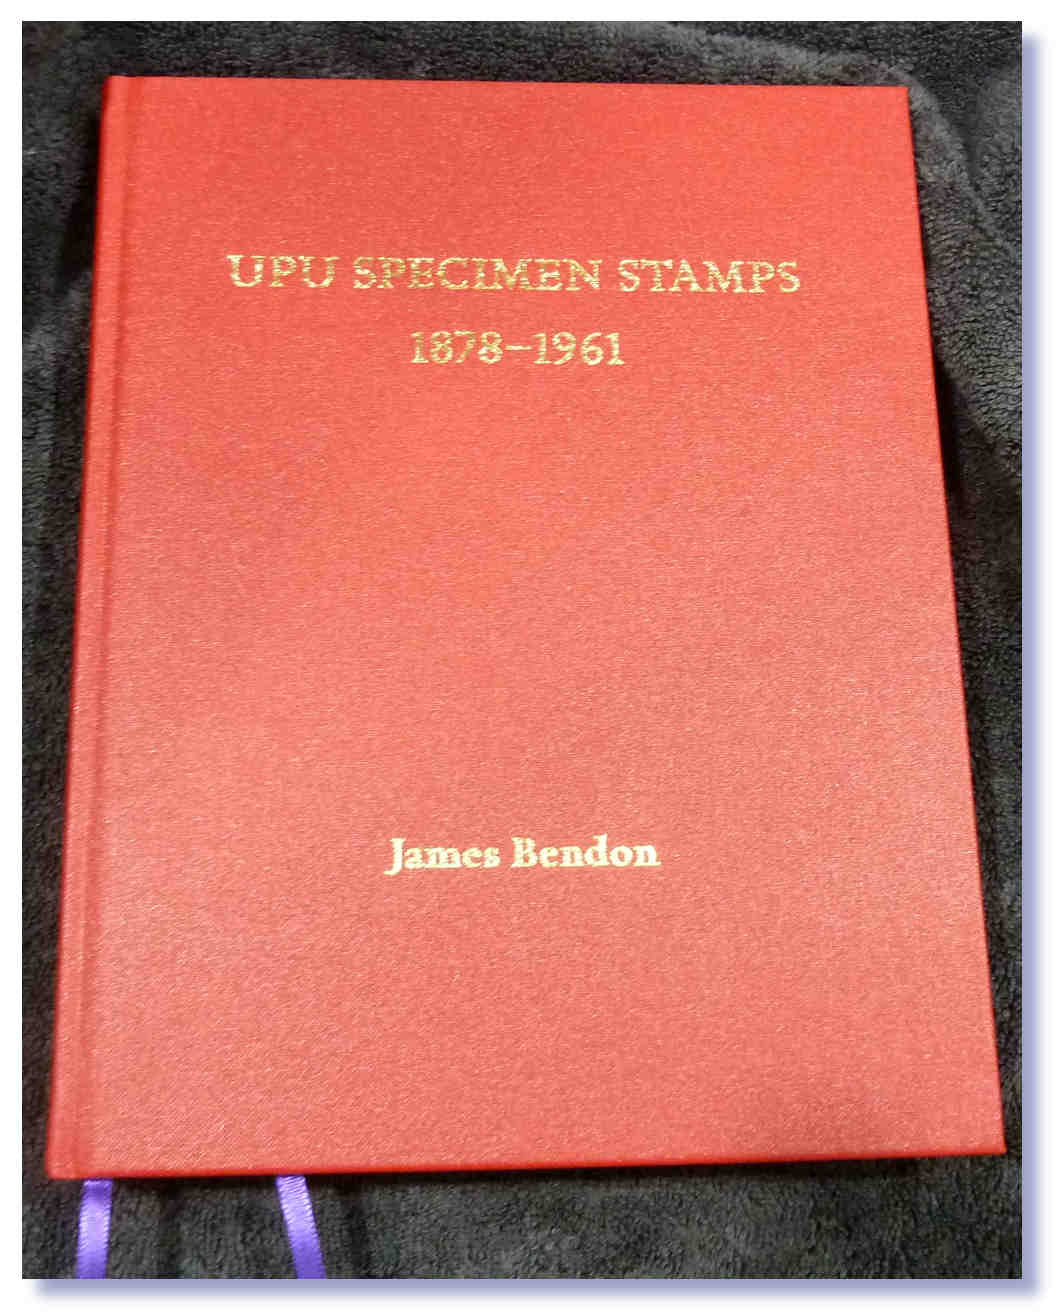 UPU SPECIMEN STAMPS
1878–1961
James Bendon